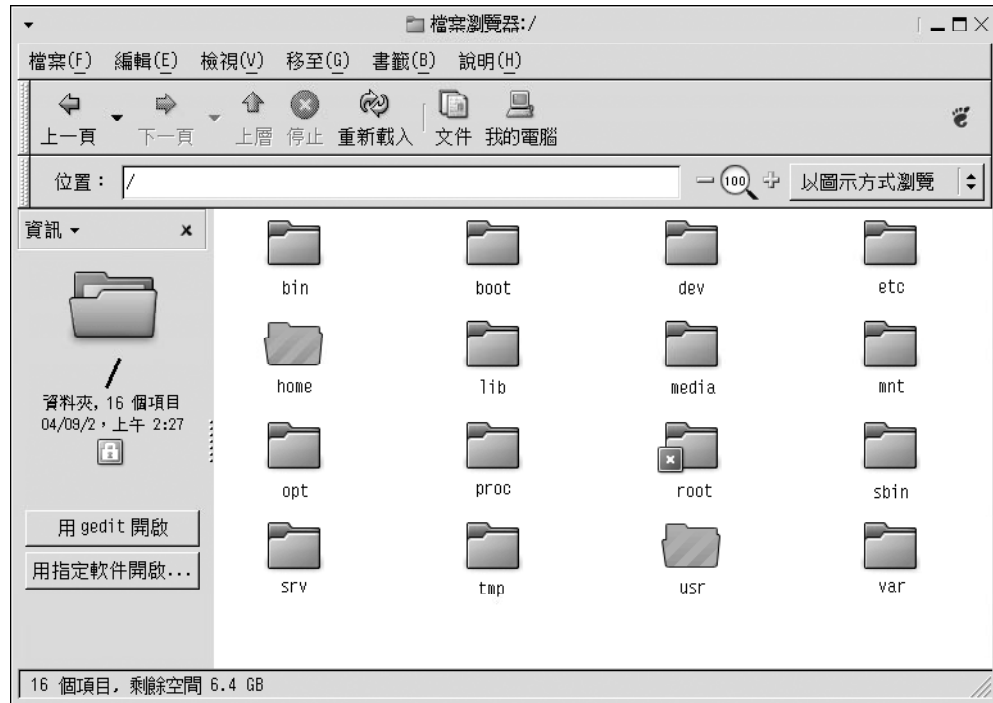 檔案瀏覽器:/
檔案(F) 編輯(E) 檢視(V) 移至(G) 書籤(B) 說明(H)
上一頁 下一頁 上層 停止 重新載入 文件 我的電腦
位置： / 100 以圖示方式瀏覽
資訊
bin boot dev etc
home lib media mnt
/
資料夾, 16 個項目
04/09/2，上午 2:27
opt proc root sbin
用 gedit 開啟
用指定軟件開啟...
srv tmp usr var
16 個項目, 剩餘空間 6.4 GB